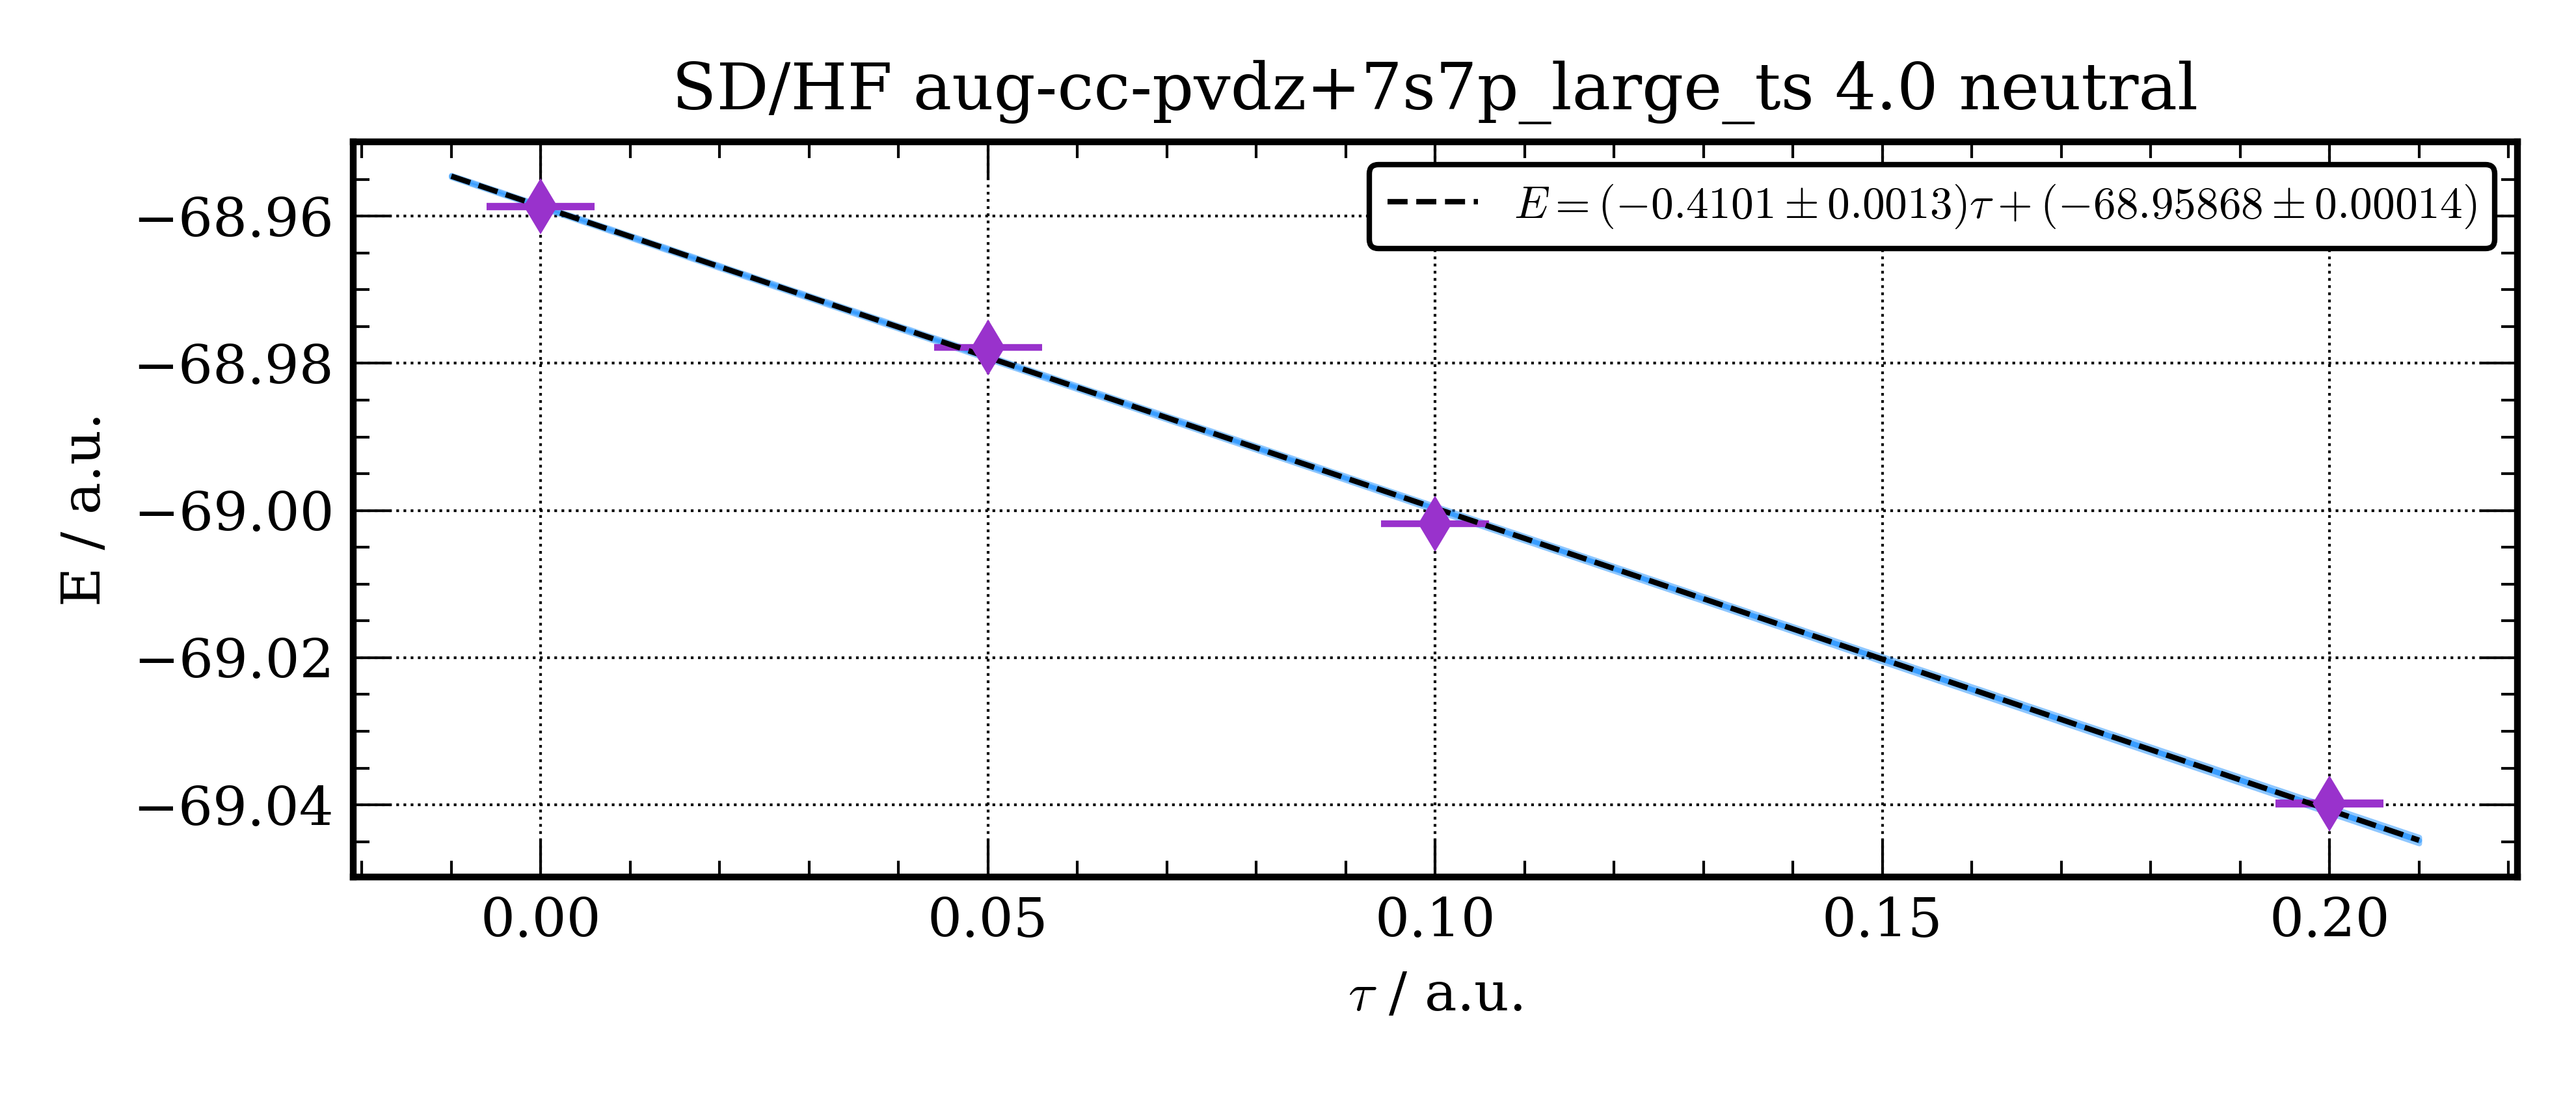 SD/HF aug-cc-pvdz+7s7p_large_ts 4.0 neutral
E = (−0.4101 ± 0.0013)τ + (−68.95868 ± 0.00014)
−68.96
−68.98
−69.00
−69.02
−69.04
E / a.u.
0.00 0.05 0.10 0.15 0.20
τ / a.u.